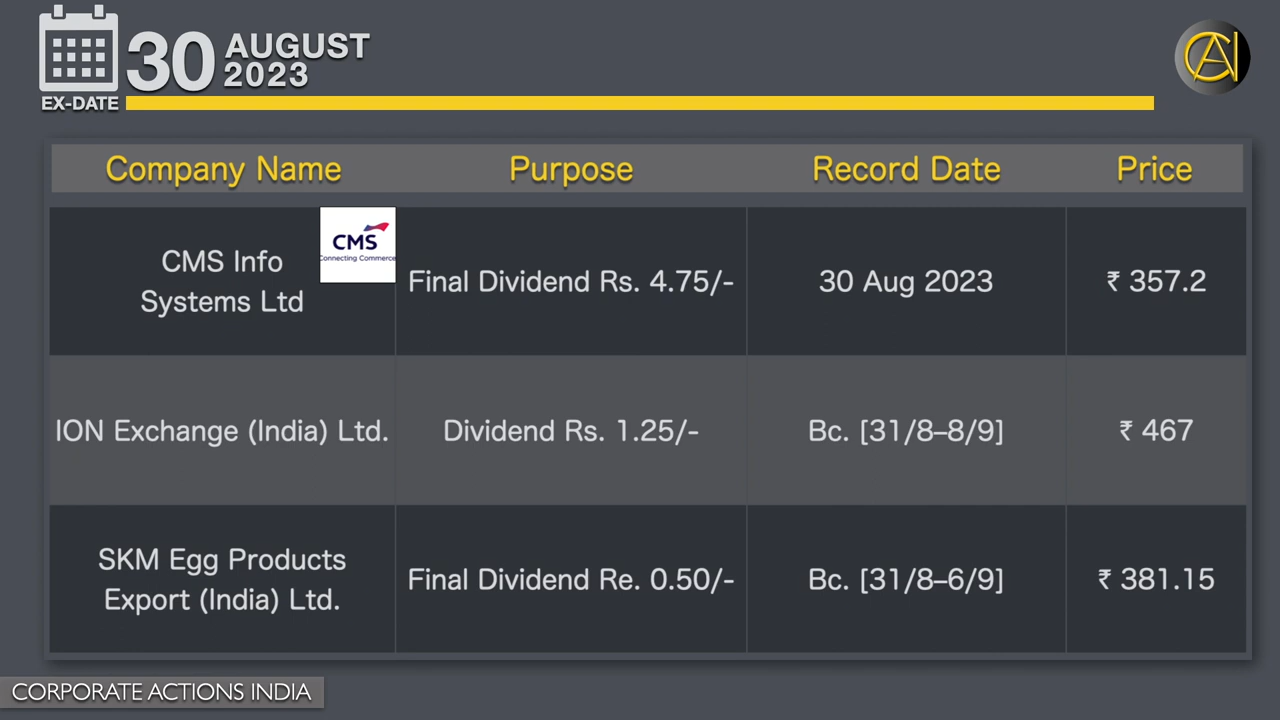 30 AUGUST
2023
EX-DATE
CAI
Company Name Purpose Record Date Price
CMS Info
Systems Ltd
CMS
Connecting Commerce
Final Dividend Rs. 4.75/- 30 Aug 2023 ₹ 357.2
ION Exchange (India) Ltd. Dividend Rs. 1.25/- Bc. [31/8–8/9] ₹ 467
SKM Egg Products
Export (India) Ltd.
Final Dividend Re. 0.50/- Bc. [31/8–6/9] ₹ 381.15
CORPORATE ACTIONS INDIA